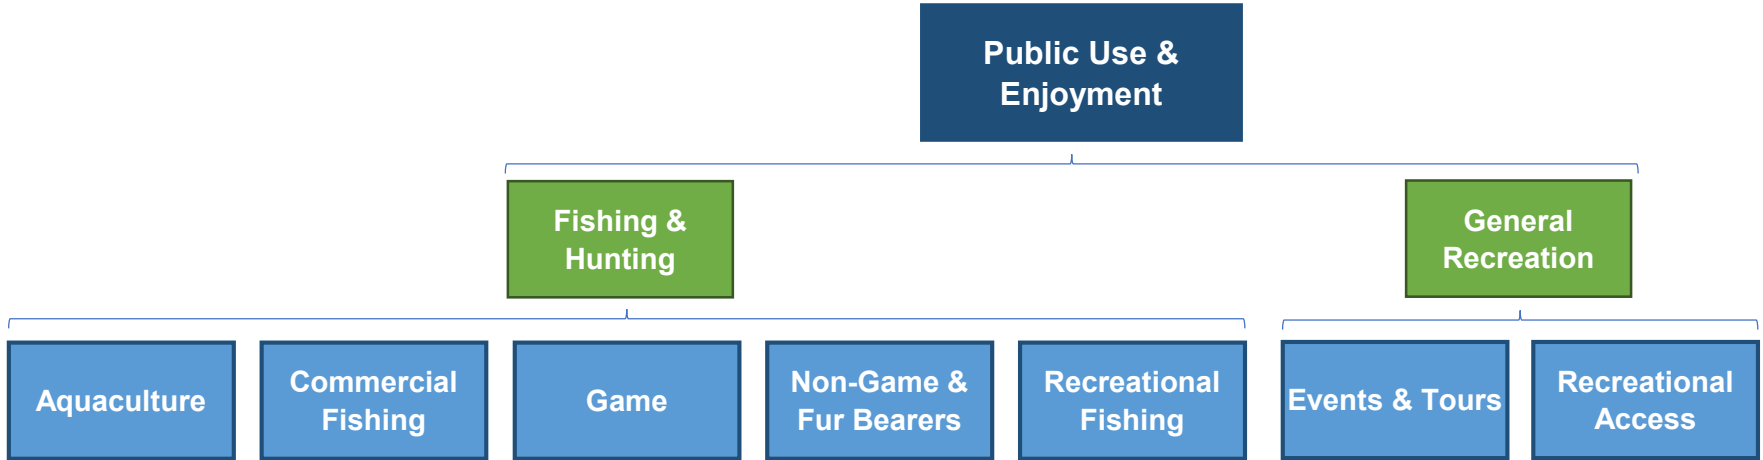 Public Use &
Enjoyment
Fishing &
Hunting
General
Recreation
Aquaculture
Commercial
Fishing
Game
Non-Game &
Fur Bearers
Recreational
Fishing
Events & Tours
Recreational
Access